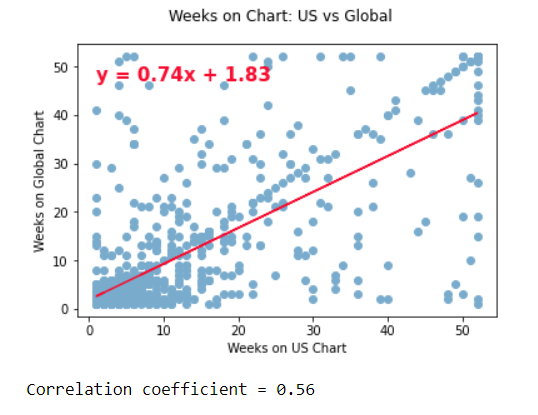 Weeks on Chart: US vs Global
y = 0.74x + 1.83
Weeks on Global Chart
50
40
30
20
10
0
0 10 20 30 40 50
Weeks on US Chart
Correlation coefficient = 0.56